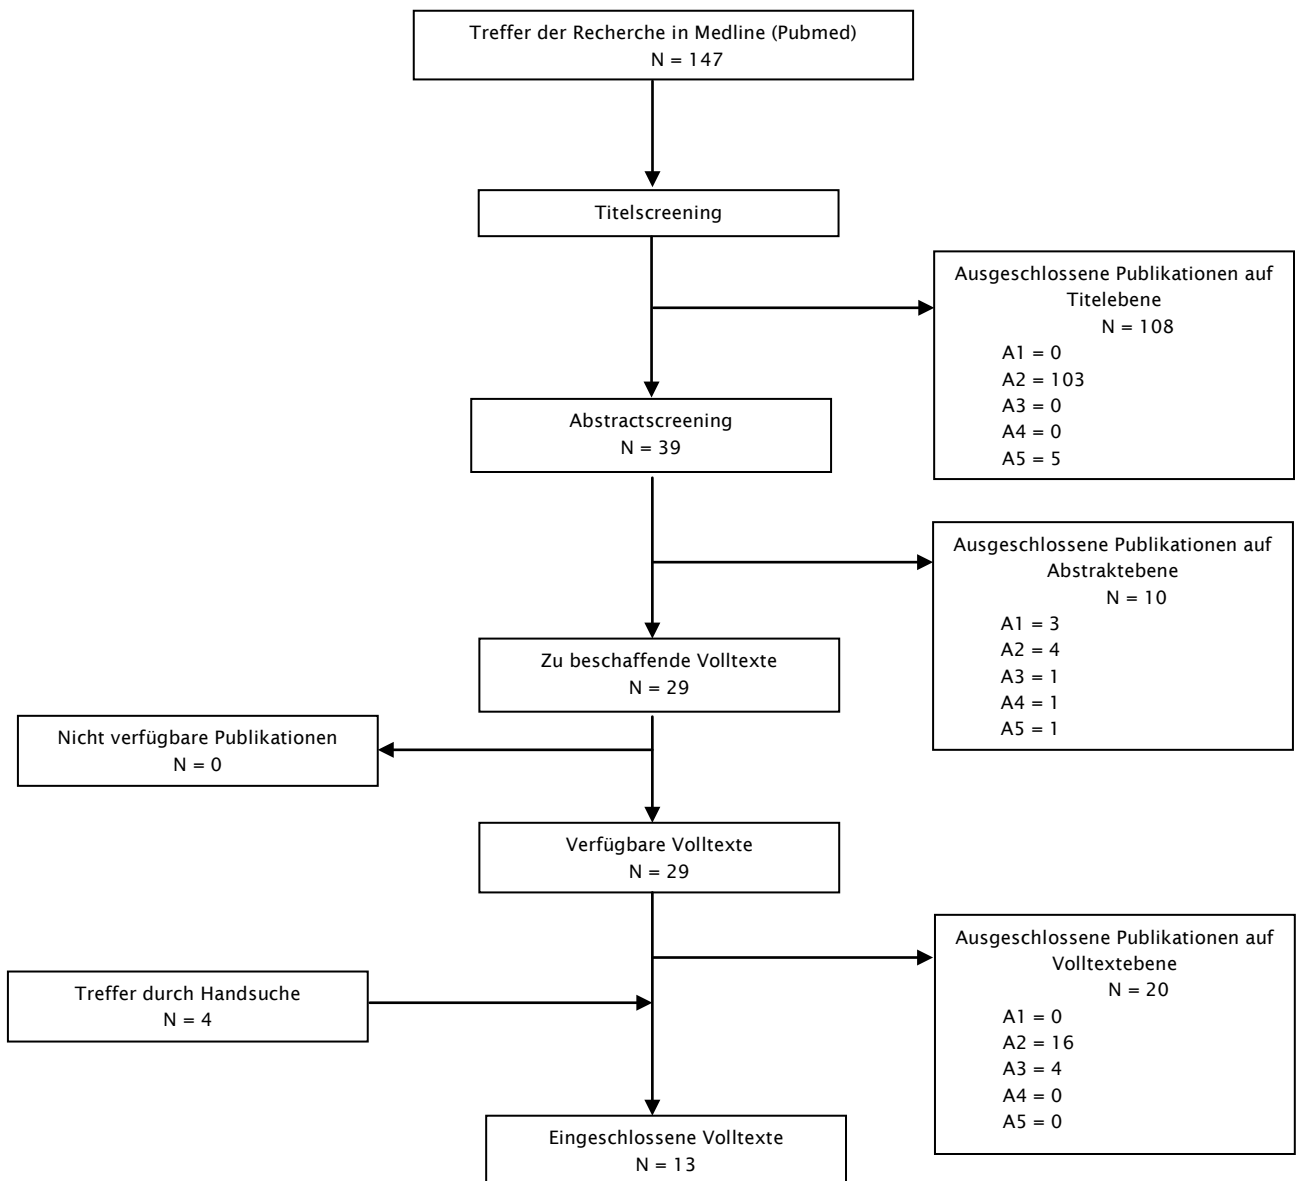 Treffer der Recherche in Medline (Pubmed)
N = 147
Titelscreening
Ausgeschlossene Publikationen auf
Titelebene
N = 108
A1 = 0
A2 = 103
A3 = 0
A4 = 0
A5 = 5
Abstractscreening
N = 39
Ausgeschlossene Publikationen auf
Abstraktebene
N = 10
A1 = 3
A2 = 4
A3 = 1
A4 = 1
A5 = 1
Zu beschaffende Volltexte
N = 29
Nicht verfügbare Publikationen
N = 0
Verfügbare Volltexte
N = 29
Ausgeschlossene Publikationen auf
Volltextebene
N = 20
A1 = 0
A2 = 16
A3 = 4
A4 = 0
A5 = 0
Treffer durch Handsuche
N = 4
Eingeschlossene Volltexte
N = 13